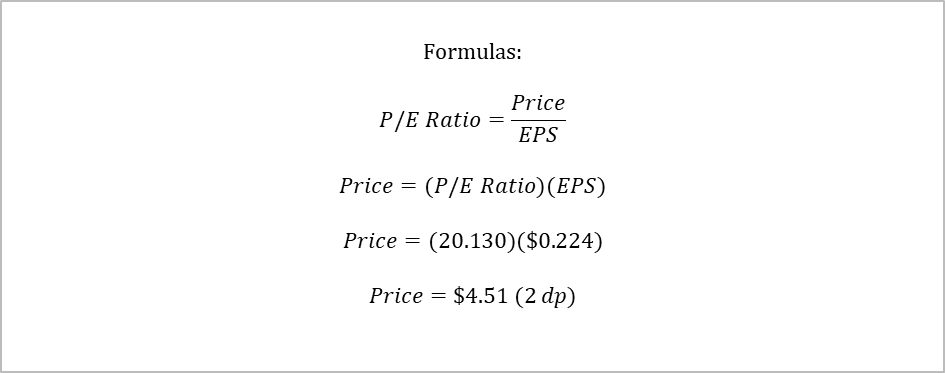 Formulas:
P/E Ratio = Price/EPS
Price = (P/E Ratio)(EPS)
Price = (20.130)($0.224)
Price = $4.51 (2 dp)